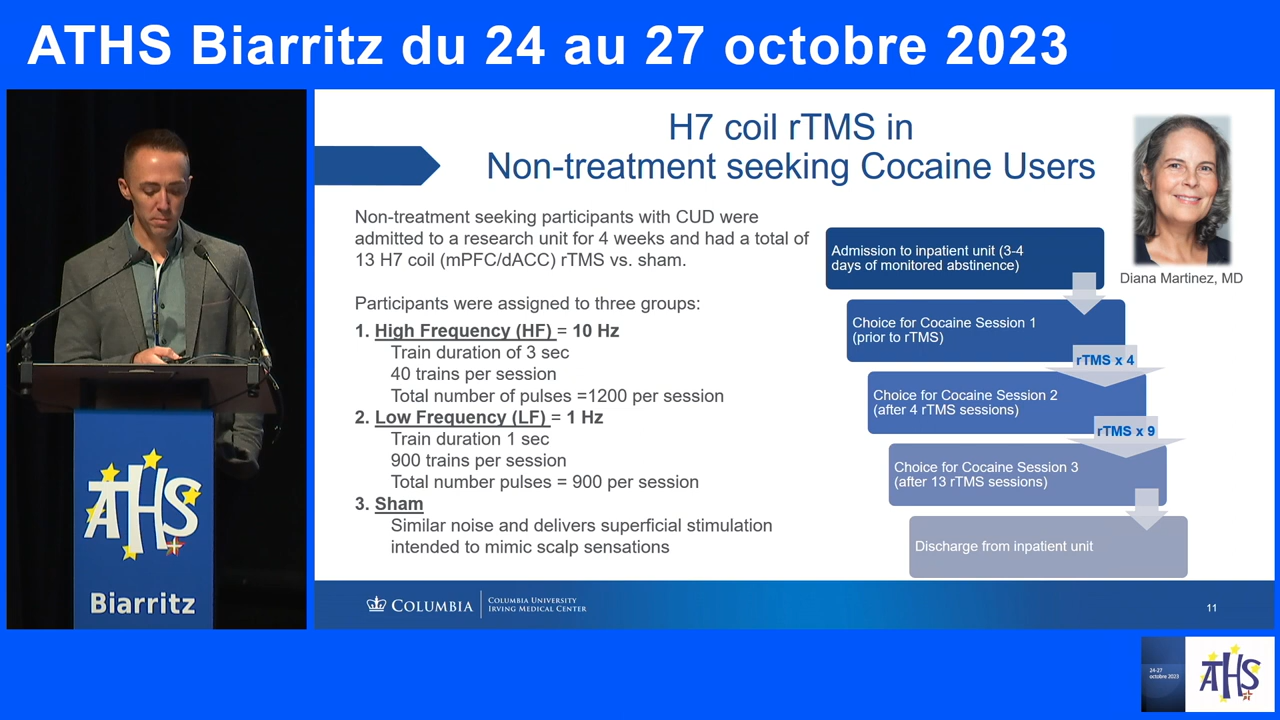 ATHS Biarritz du 24 au 27 octobre 2023
H7 coil rTMS in
Non-treatment seeking Cocaine Users
Non-treatment seeking participants with CUD were
admitted to a research unit for 4 weeks and had a total of
13 H7 coil (mPFC/dACC) rTMS vs. sham.
Participants were assigned to three groups:
1. High Frequency (HF) = 10 Hz
Train duration of 3 sec
40 trains per session
Total number of pulses =1200 per session
2. Low Frequency (LF) = 1 Hz
Train duration 1 sec
900 trains per session
Total number pulses = 900 per session
3. Sham
Similar noise and delivers superficial stimulation
intended to mimic scalp sensations
Diana Martinez, MD
Admission to inpatient unit (3-4
days of monitored abstinence)
Choice for Cocaine Session 1
(prior to rTMS)
rTMS x 4
Choice for Cocaine Session 2
(after 4 rTMS sessions)
rTMS x 9
Choice for Cocaine Session 3
(after 13 rTMS sessions)
Discharge from inpatient unit
COLUMBIA
COLUMBIA UNIVERSITY
IRVING MEDICAL CENTER
11
ATHS
Biarritz
24-27
octobre 2023
ATHS